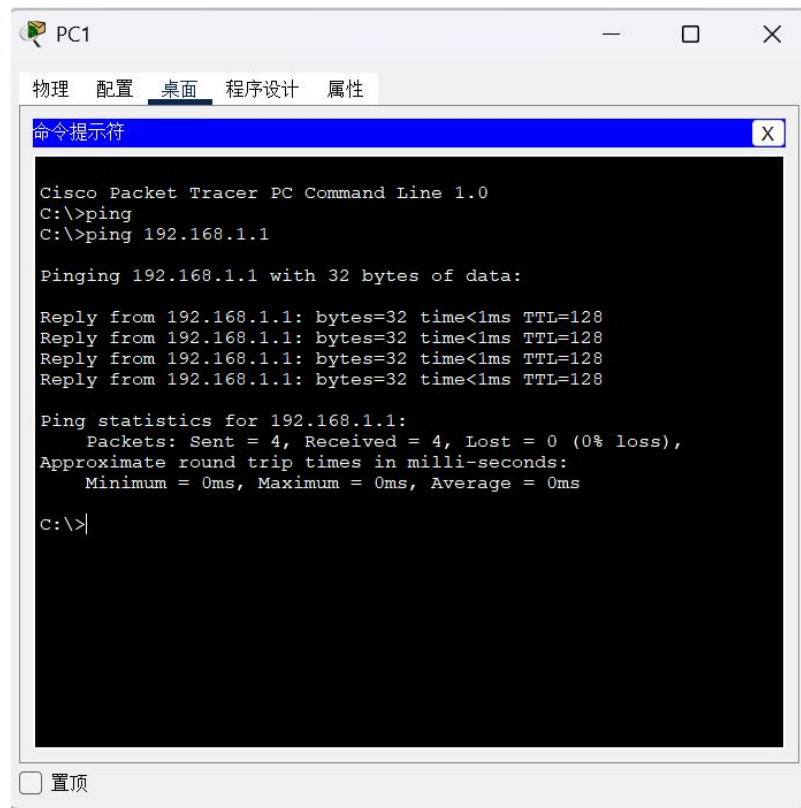 PC1
物理 配置 桌面 程序设计 属性
命令提示符 X
Cisco Packet Tracer PC Command Line 1.0
C:\>ping
C:\>ping 192.168.1.1
Pinging 192.168.1.1 with 32 bytes of data:
Reply from 192.168.1.1: bytes=32 time<1ms TTL=128
Reply from 192.168.1.1: bytes=32 time<1ms TTL=128
Reply from 192.168.1.1: bytes=32 time<1ms TTL=128
Reply from 192.168.1.1: bytes=32 time<1ms TTL=128
Ping statistics for 192.168.1.1:
Packets: Sent = 4, Received = 4, Lost = 0 (0% loss),
Approximate round trip times in milli-seconds:
Minimum = 0ms, Maximum = 0ms, Average = 0ms
C:\>
置顶